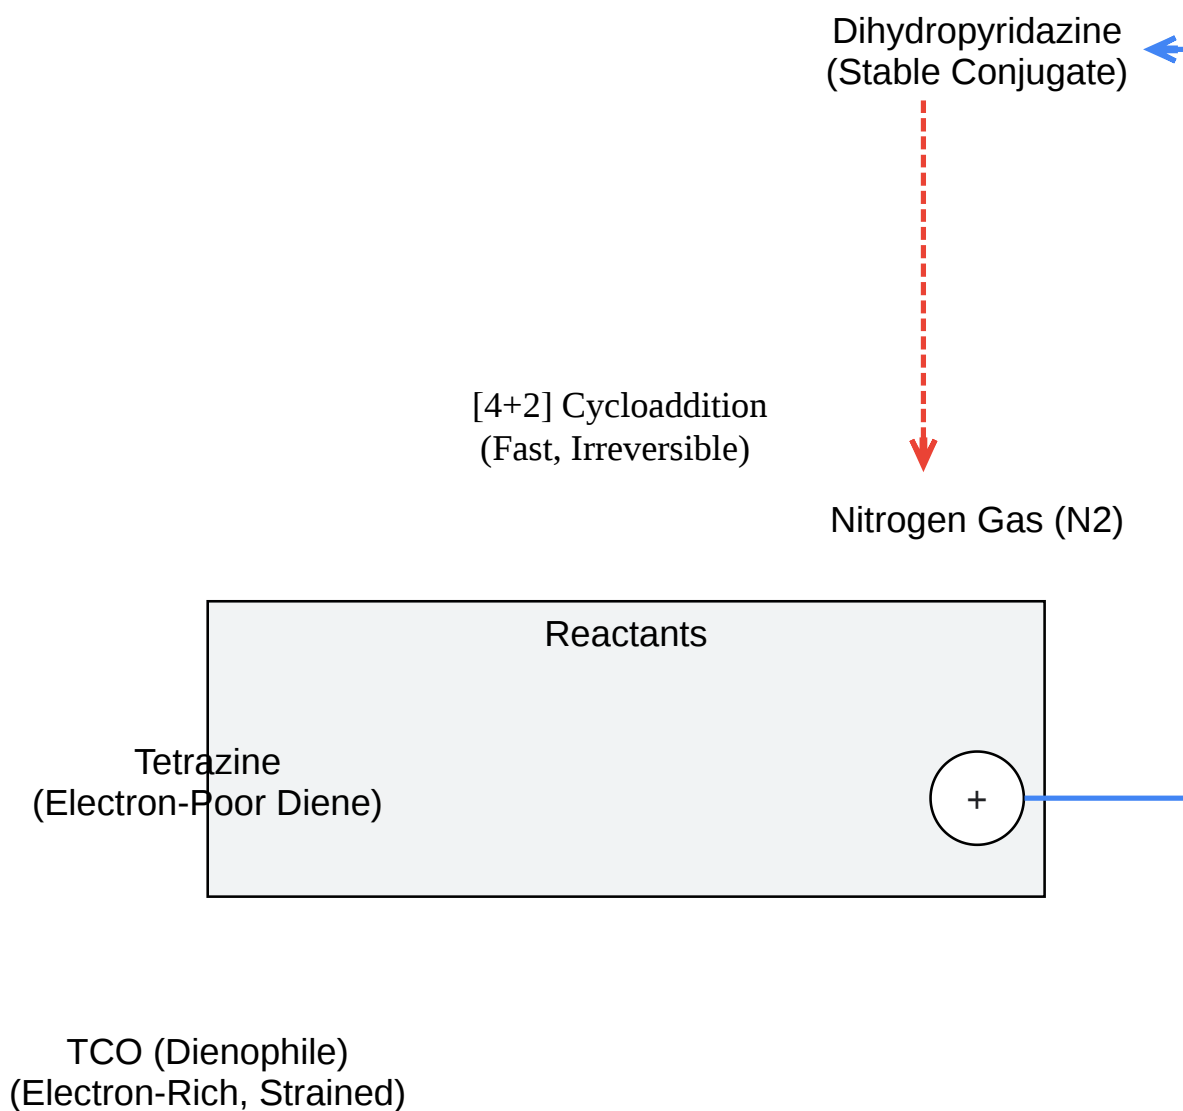 Dihydropyridazine
(Stable Conjugate)
[4+2] Cycloaddition
(Fast, Irreversible)
Nitrogen Gas (N2)
Reactants
Tetrazine
(Electron-Poor Diene)
+
TCO (Dienophile)
(Electron-Rich, Strained)